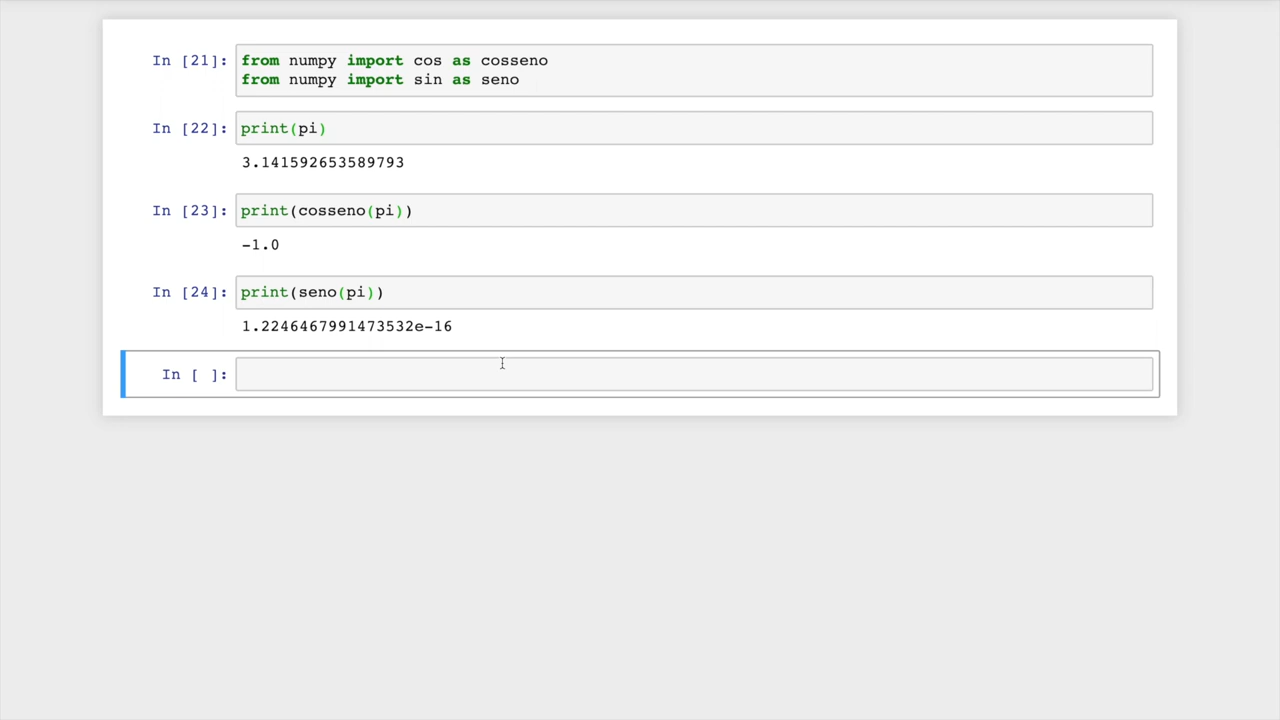 In [21]: from numpy import cos as cosseno
from numpy import sin as seno
In [22]: print(pi)
3.141592653589793
In [23]: print(cosseno(pi))
-1.0
In [24]: print(seno(pi))
1.2246467991473532e-16
In [ ]: